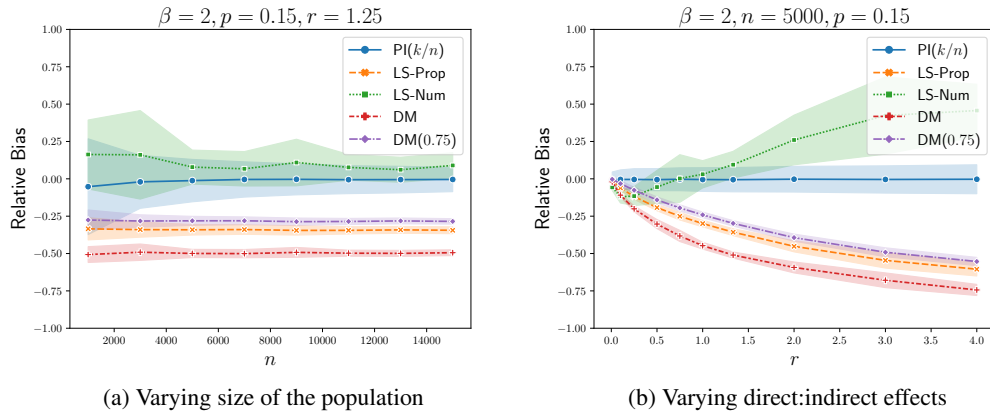 β = 2, p = 0.15, r = 1.25
1.00
0.75
0.50
0.25
0.00
−0.25
−0.50
−0.75
−1.00
Relative Bias
PI(k/n)
LS-Prop
LS-Num
DM
DM(0.75)
2000 4000 6000 8000 10000 12000 14000
n
(a) Varying size of the population
β = 2, n = 5000, p = 0.15
1.00
0.75
0.50
0.25
0.00
−0.25
−0.50
−0.75
−1.00
Relative Bias
PI(k/n)
LS-Prop
LS-Num
DM
DM(0.75)
0.0 0.5 1.0 1.5 2.0 2.5 3.0 3.5 4.0
r
(b) Varying direct:indirect effects